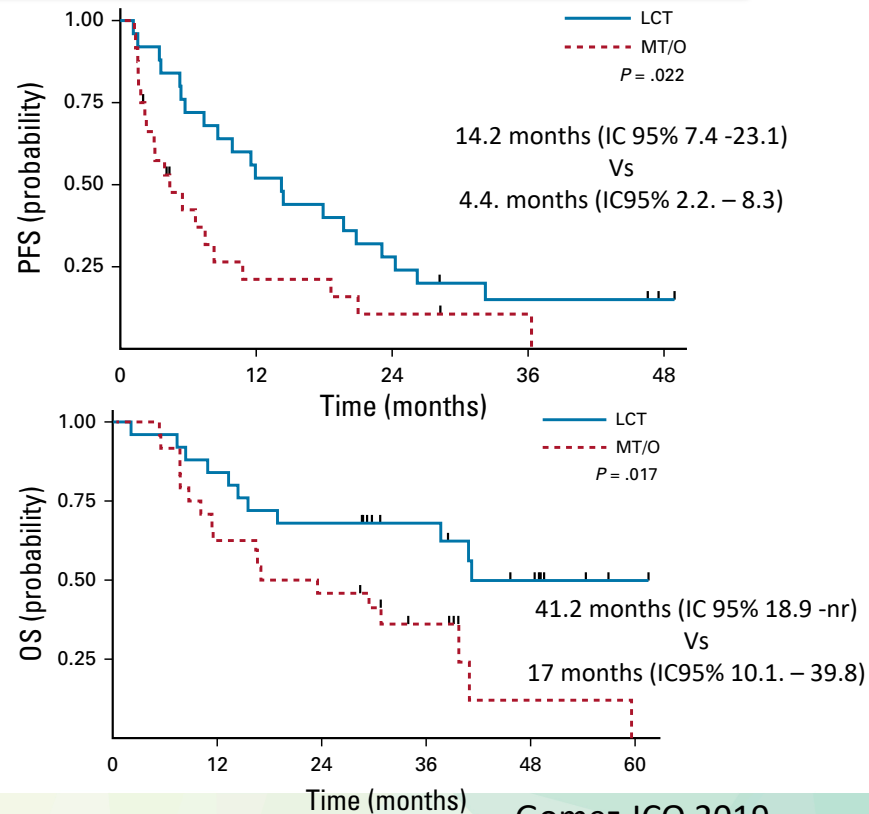 1.00
0.75
0.50
0.25
PFS (probability)
LCT
MT/O
P = .022
14.2 months (IC 95% 7.4 -23.1)
Vs
4.4. months (IC95% 2.2. – 8.3)
0 12 24 36 48
Time (months)
1.00
0.75
0.50
0.25
OS (probability)
LCT
MT/O
P = .017
41.2 months (IC 95% 18.9 -nr)
Vs
17 months (IC95% 10.1. – 39.8)
0 12 24 36 48 60
Time (months)